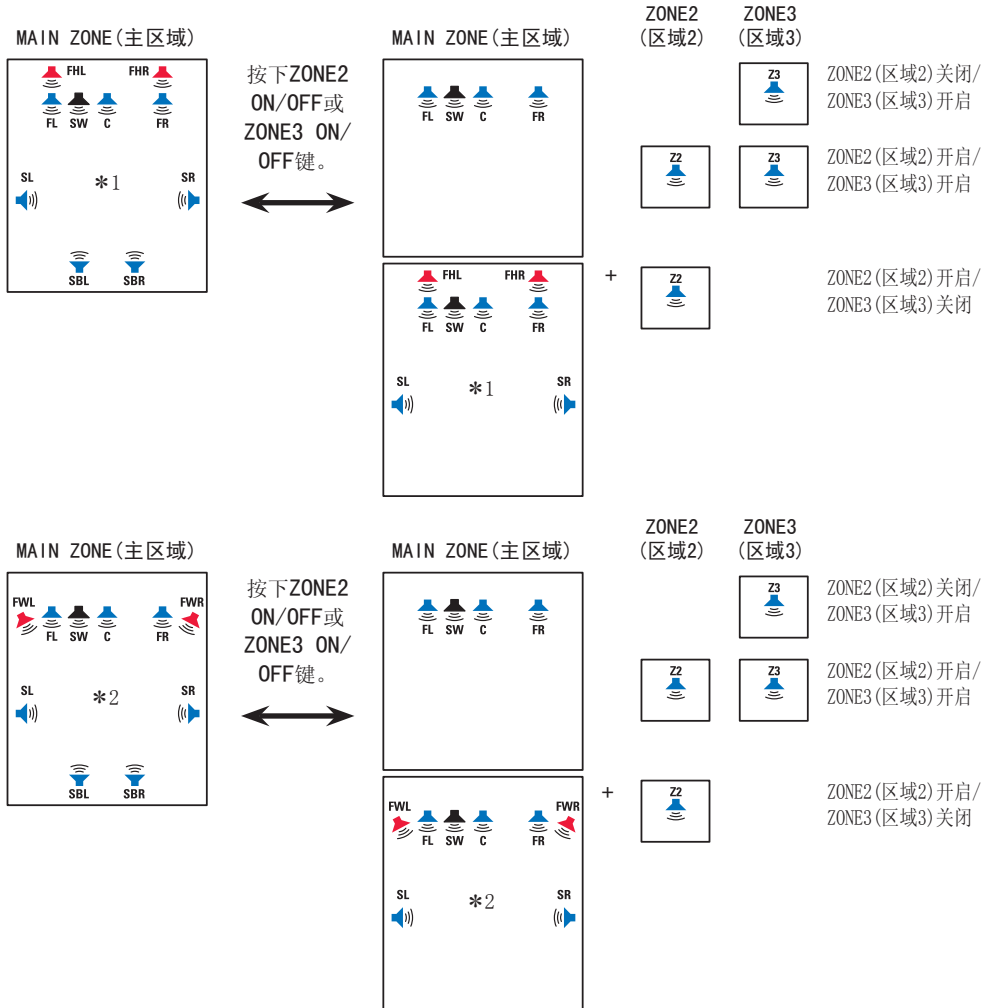 ZONE2 ZONE3
MAIN ZONE(主区域) MAIN ZONE(主区域) (区域2) (区域3)
FHL FHR
FL SW C FR
SL *1 SR
SBL SBR
按下ZONE2
ON/OFF或
ZONE3 ON/
OFF键。
FL SW C FR
Z3
ZONE2(区域2)关闭/
ZONE3(区域3)开启
Z2 Z3
ZONE2(区域2)开启/
ZONE3(区域3)开启
FHL FHR
FL SW C FR
SL *1 SR
+ Z2
ZONE2(区域2)开启/
ZONE3(区域3)关闭
ZONE2 ZONE3
MAIN ZONE(主区域) MAIN ZONE(主区域) (区域2) (区域3)
FWL FWR
FL SW C FR
SL *2 SR
SBL SBR
按下ZONE2
ON/OFF或
ZONE3 ON/
OFF键。
FL SW C FR
Z3
ZONE2(区域2)关闭/
ZONE3(区域3)开启
Z2 Z3
ZONE2(区域2)开启/
ZONE3(区域3)开启
FWL FWR
FL SW C FR
SL *2 SR
+ Z2
ZONE2(区域2)开启/
ZONE3(区域3)关闭